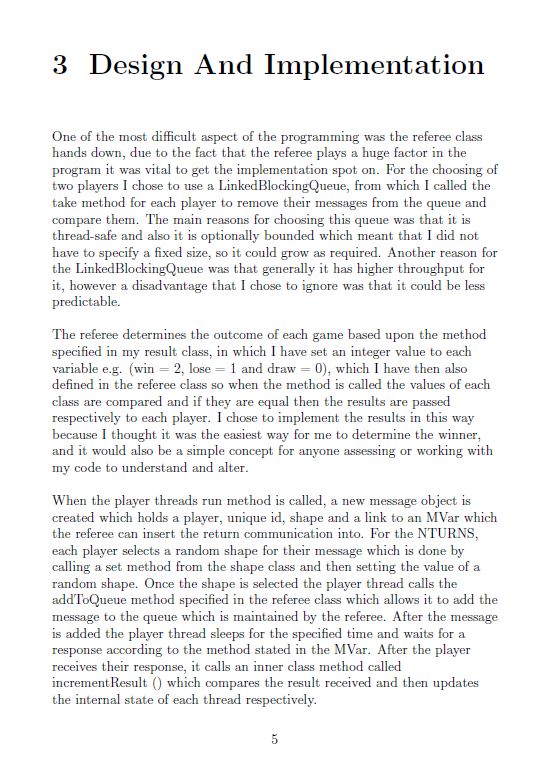 3 Design And Implementation
One of the most difficult aspect of the programming was the referee class
hands down, due to the fact that the referee plays a huge factor in the
program it was vital to get the implementation spot on. For the choosing of
two players I chose to use a LinkedBlockingQueue, from which I called the
take method for each player to remove their messages from the queue and
compare them. The main reasons for choosing this queue was that it is
thread-safe and also it is optionally bounded which meant that I did not
have to specify a fixed size, so it could grow as required. Another reason for
the LinkedBlockingQueue was that generally it has higher throughput for
it, however a disadvantage that I chose to ignore was that it could be less
predictable.
The referee determines the outcome of each game based upon the method
specified in my result class, in which I have set an integer value to each
variable e.g. (win = 2, lose = 1 and draw = 0), which I have then also
defined in the referee class so when the method is called the values of each
class are compared and if they are equal then the results are passed
respectively to each player. I chose to implement the results in this way
because I thought it was the easiest way for me to determine the winner,
and it would also be a simple concept for anyone assessing or working with
my code to understand and alter.
When the player threads run method is called, a new message object is
created which holds a player, unique id, shape and a link to an MVar which
the referee can insert the return communication into. For the NTURNS,
each player selects a random shape for their message which is done by
calling a set method from the shape class and then setting the value of a
random shape. Once the shape is selected the player thread calls the
addToQueue method specified in the referee class which allows it to add the
message to the queue which is maintained by the referee. After the message
is added the player thread sleeps for the specified time and waits for a
response according to the method stated in the MVar. After the player
receives their response, it calls an inner class method called
incrementResult () which compares the result received and then updates
the internal state of each thread respectively.
5